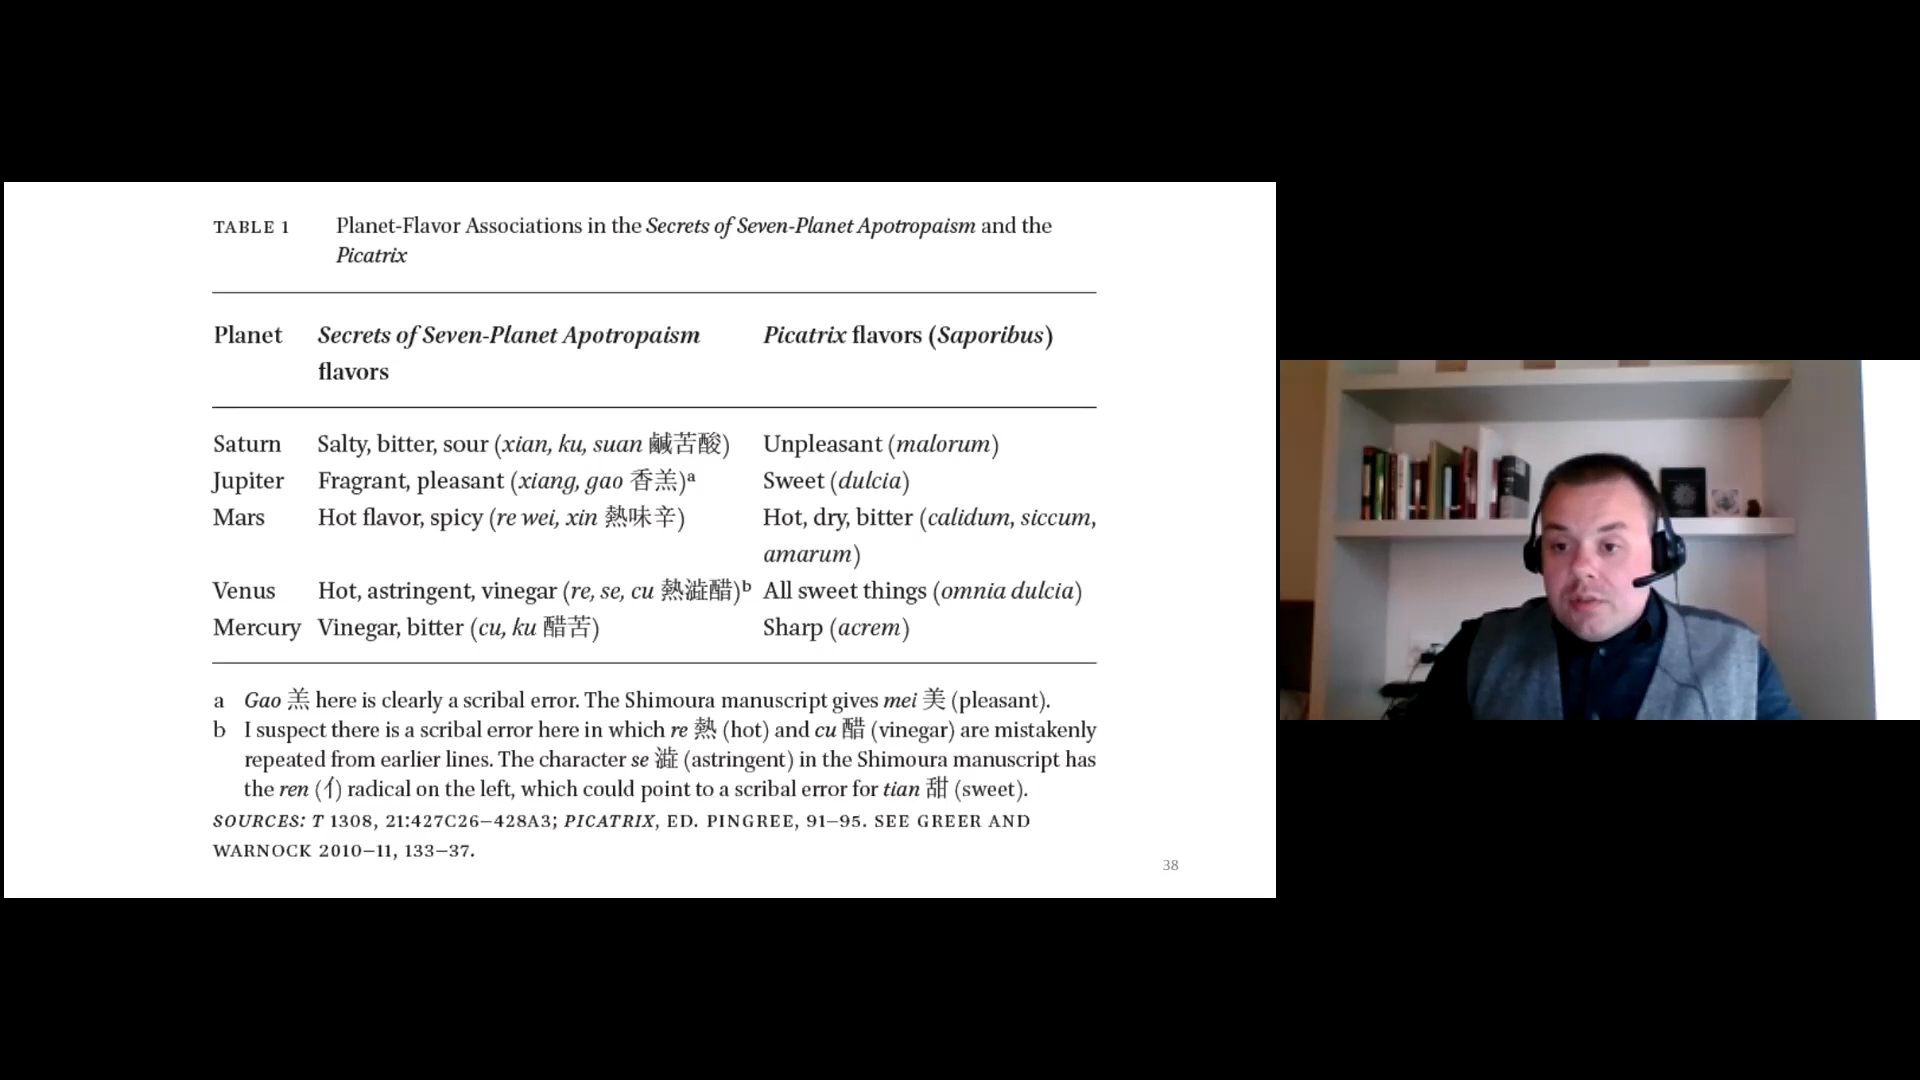 TABLE 1 Planet-Flavor Associations in the Secrets of Seven-Planet Apotropaism and the
Picatrix
Planet Secrets of Seven-Planet Apotropaism Picatrix flavors (Saporibus)
flavors
Saturn Salty, bitter, sour (xian, ku, suan 鹹苦酸) Unpleasant (malorum)
Jupiter Fragrant, pleasant (xiang, gao 香羔)a Sweet (dulcia)
Mars Hot flavor, spicy (re wei, xin 熱味辛) Hot, dry, bitter (calidum, siccum,
amarum)
Venus Hot, astringent, vinegar (re, se, cu 熱澁醋)b All sweet things (omnia dulcia)
Mercury Vinegar, bitter (cu, ku 醋苦) Sharp (acrem)
a Gao 羔 here is clearly a scribal error. The Shimoura manuscript gives mei 美 (pleasant).
b I suspect there is a scribal error here in which re 熱 (hot) and cu 醋 (vinegar) are mistakenly
repeated from earlier lines. The character se 澁 (astringent) in the Shimoura manuscript has
the ren (亻) radical on the left, which could point to a scribal error for tian 甜 (sweet).
SOURCES: T 1308, 21:427C26–428A3; PICATRIX, ED. PINGREE, 91–95. SEE GREER AND
WARNOCK 2010–11, 133–37.
38